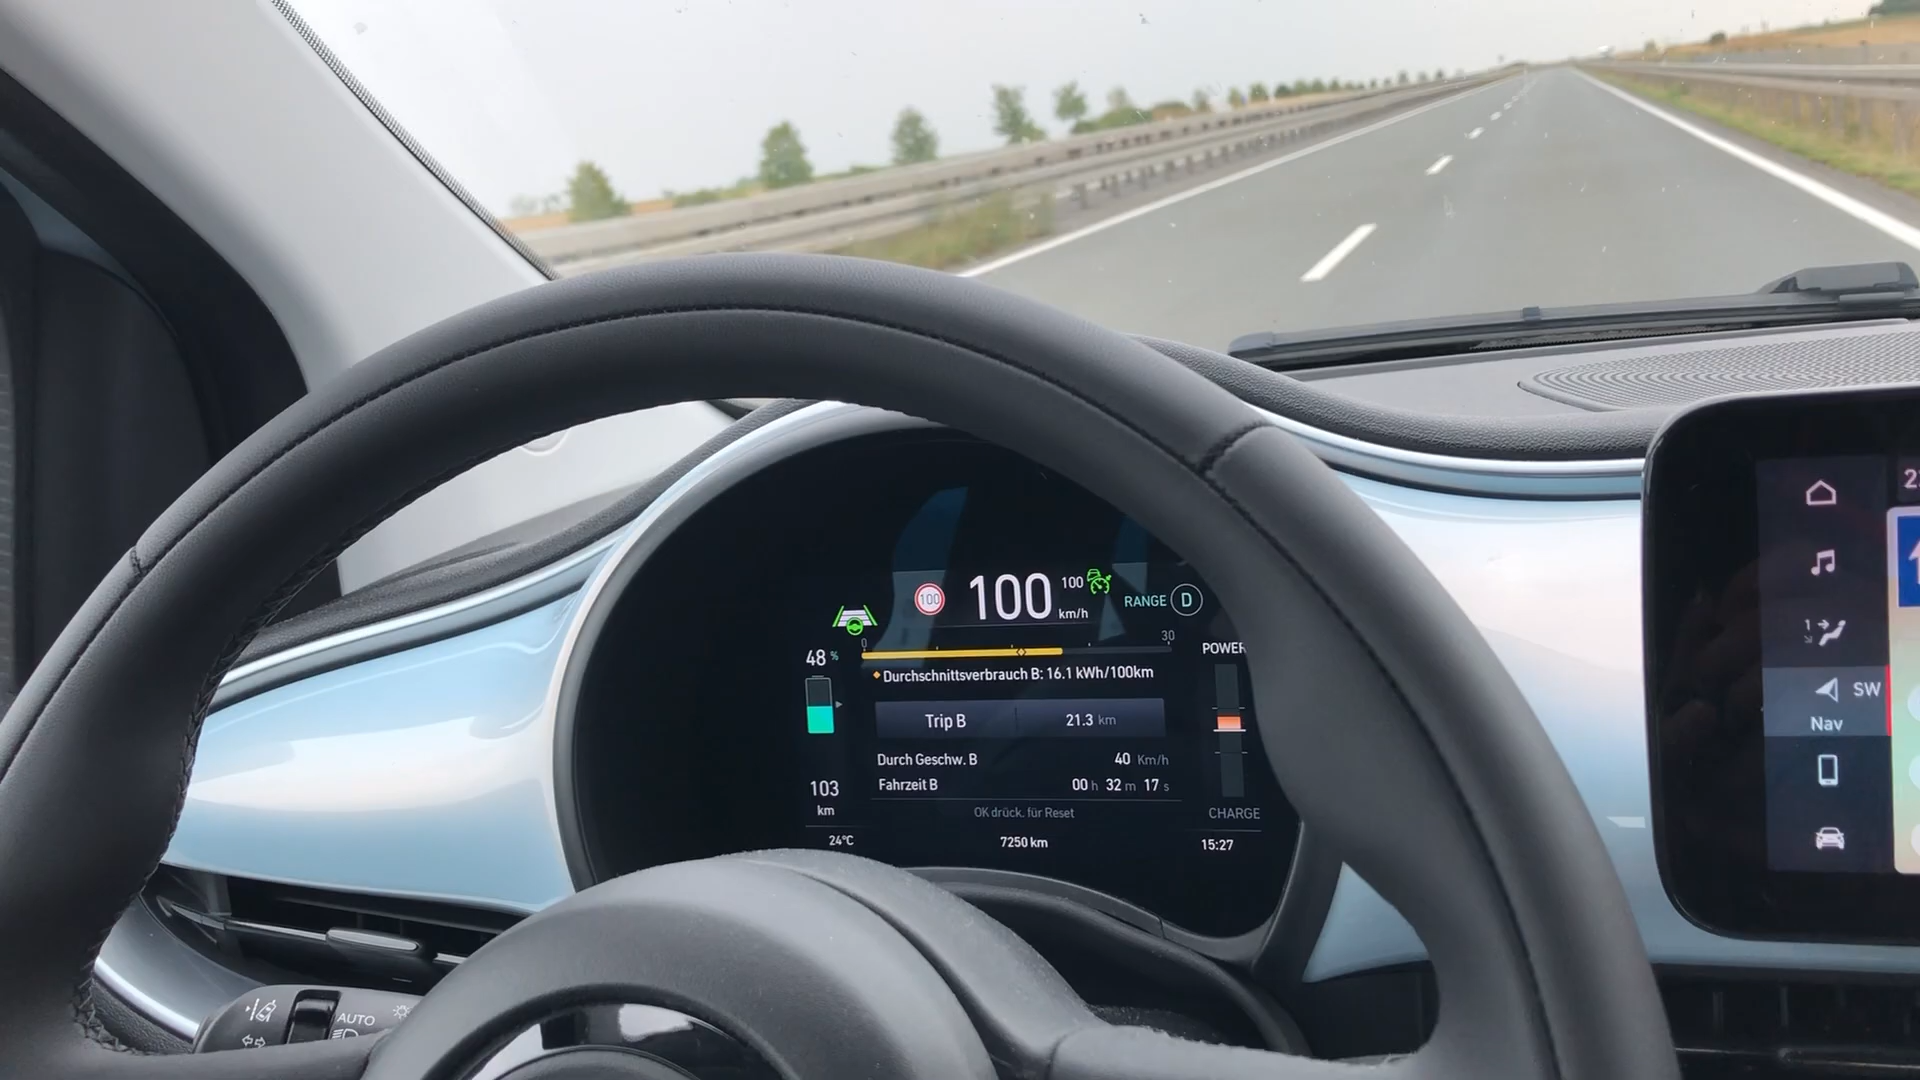 100
100
100
km/h
RANGE D
0
30
48 %
POWER
Durchschnittsverbrauch B: 16.1 kWh/100km
Trip B 21.3 km
Durch Geschw. B 40 Km/h
103
km
Fahrzeit B 00 h 32 m 17 s
OK drück. für Reset
CHARGE
24°C
7250 km
15:27
1
SW
Nav
AUTO